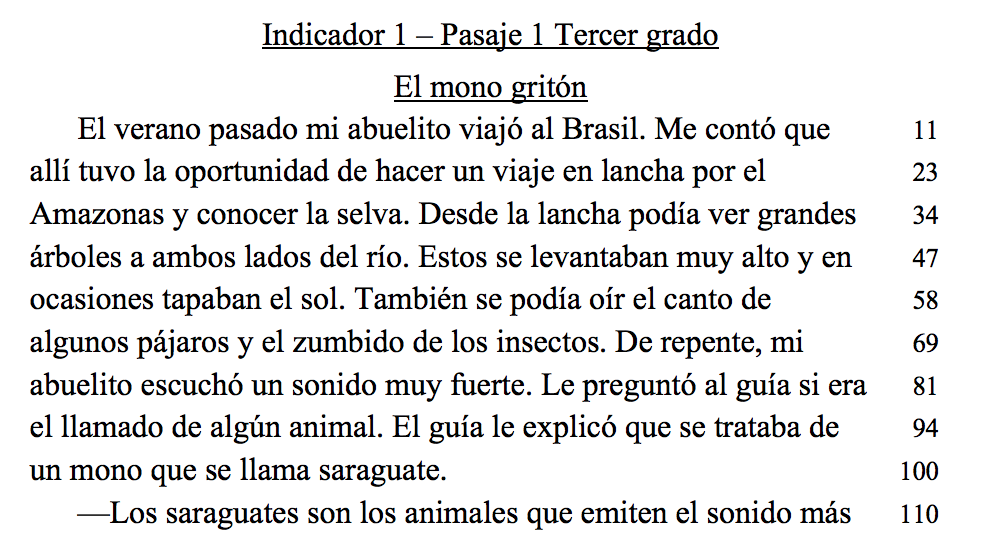 Indicador 1 – Pasaje 1 Tercer grado
El mono gritón
El verano pasado mi abuelito viajó al Brasil. Me contó que 11
allí tuvo la oportunidad de hacer un viaje en lancha por el 23
Amazonas y conocer la selva. Desde la lancha podía ver grandes 34
árboles a ambos lados del río. Estos se levantaban muy alto y en 47
ocasiones tapaban el sol. También se podía oír el canto de 58
algunos pájaros y el zumbido de los insectos. De repente, mi 69
abuelito escuchó un sonido muy fuerte. Le preguntó al guía si era 81
el llamado de algún animal. El guía le explicó que se trataba de 94
un mono que se llama saraguate. 100
—Los saraguates son los animales que emiten el sonido más 110